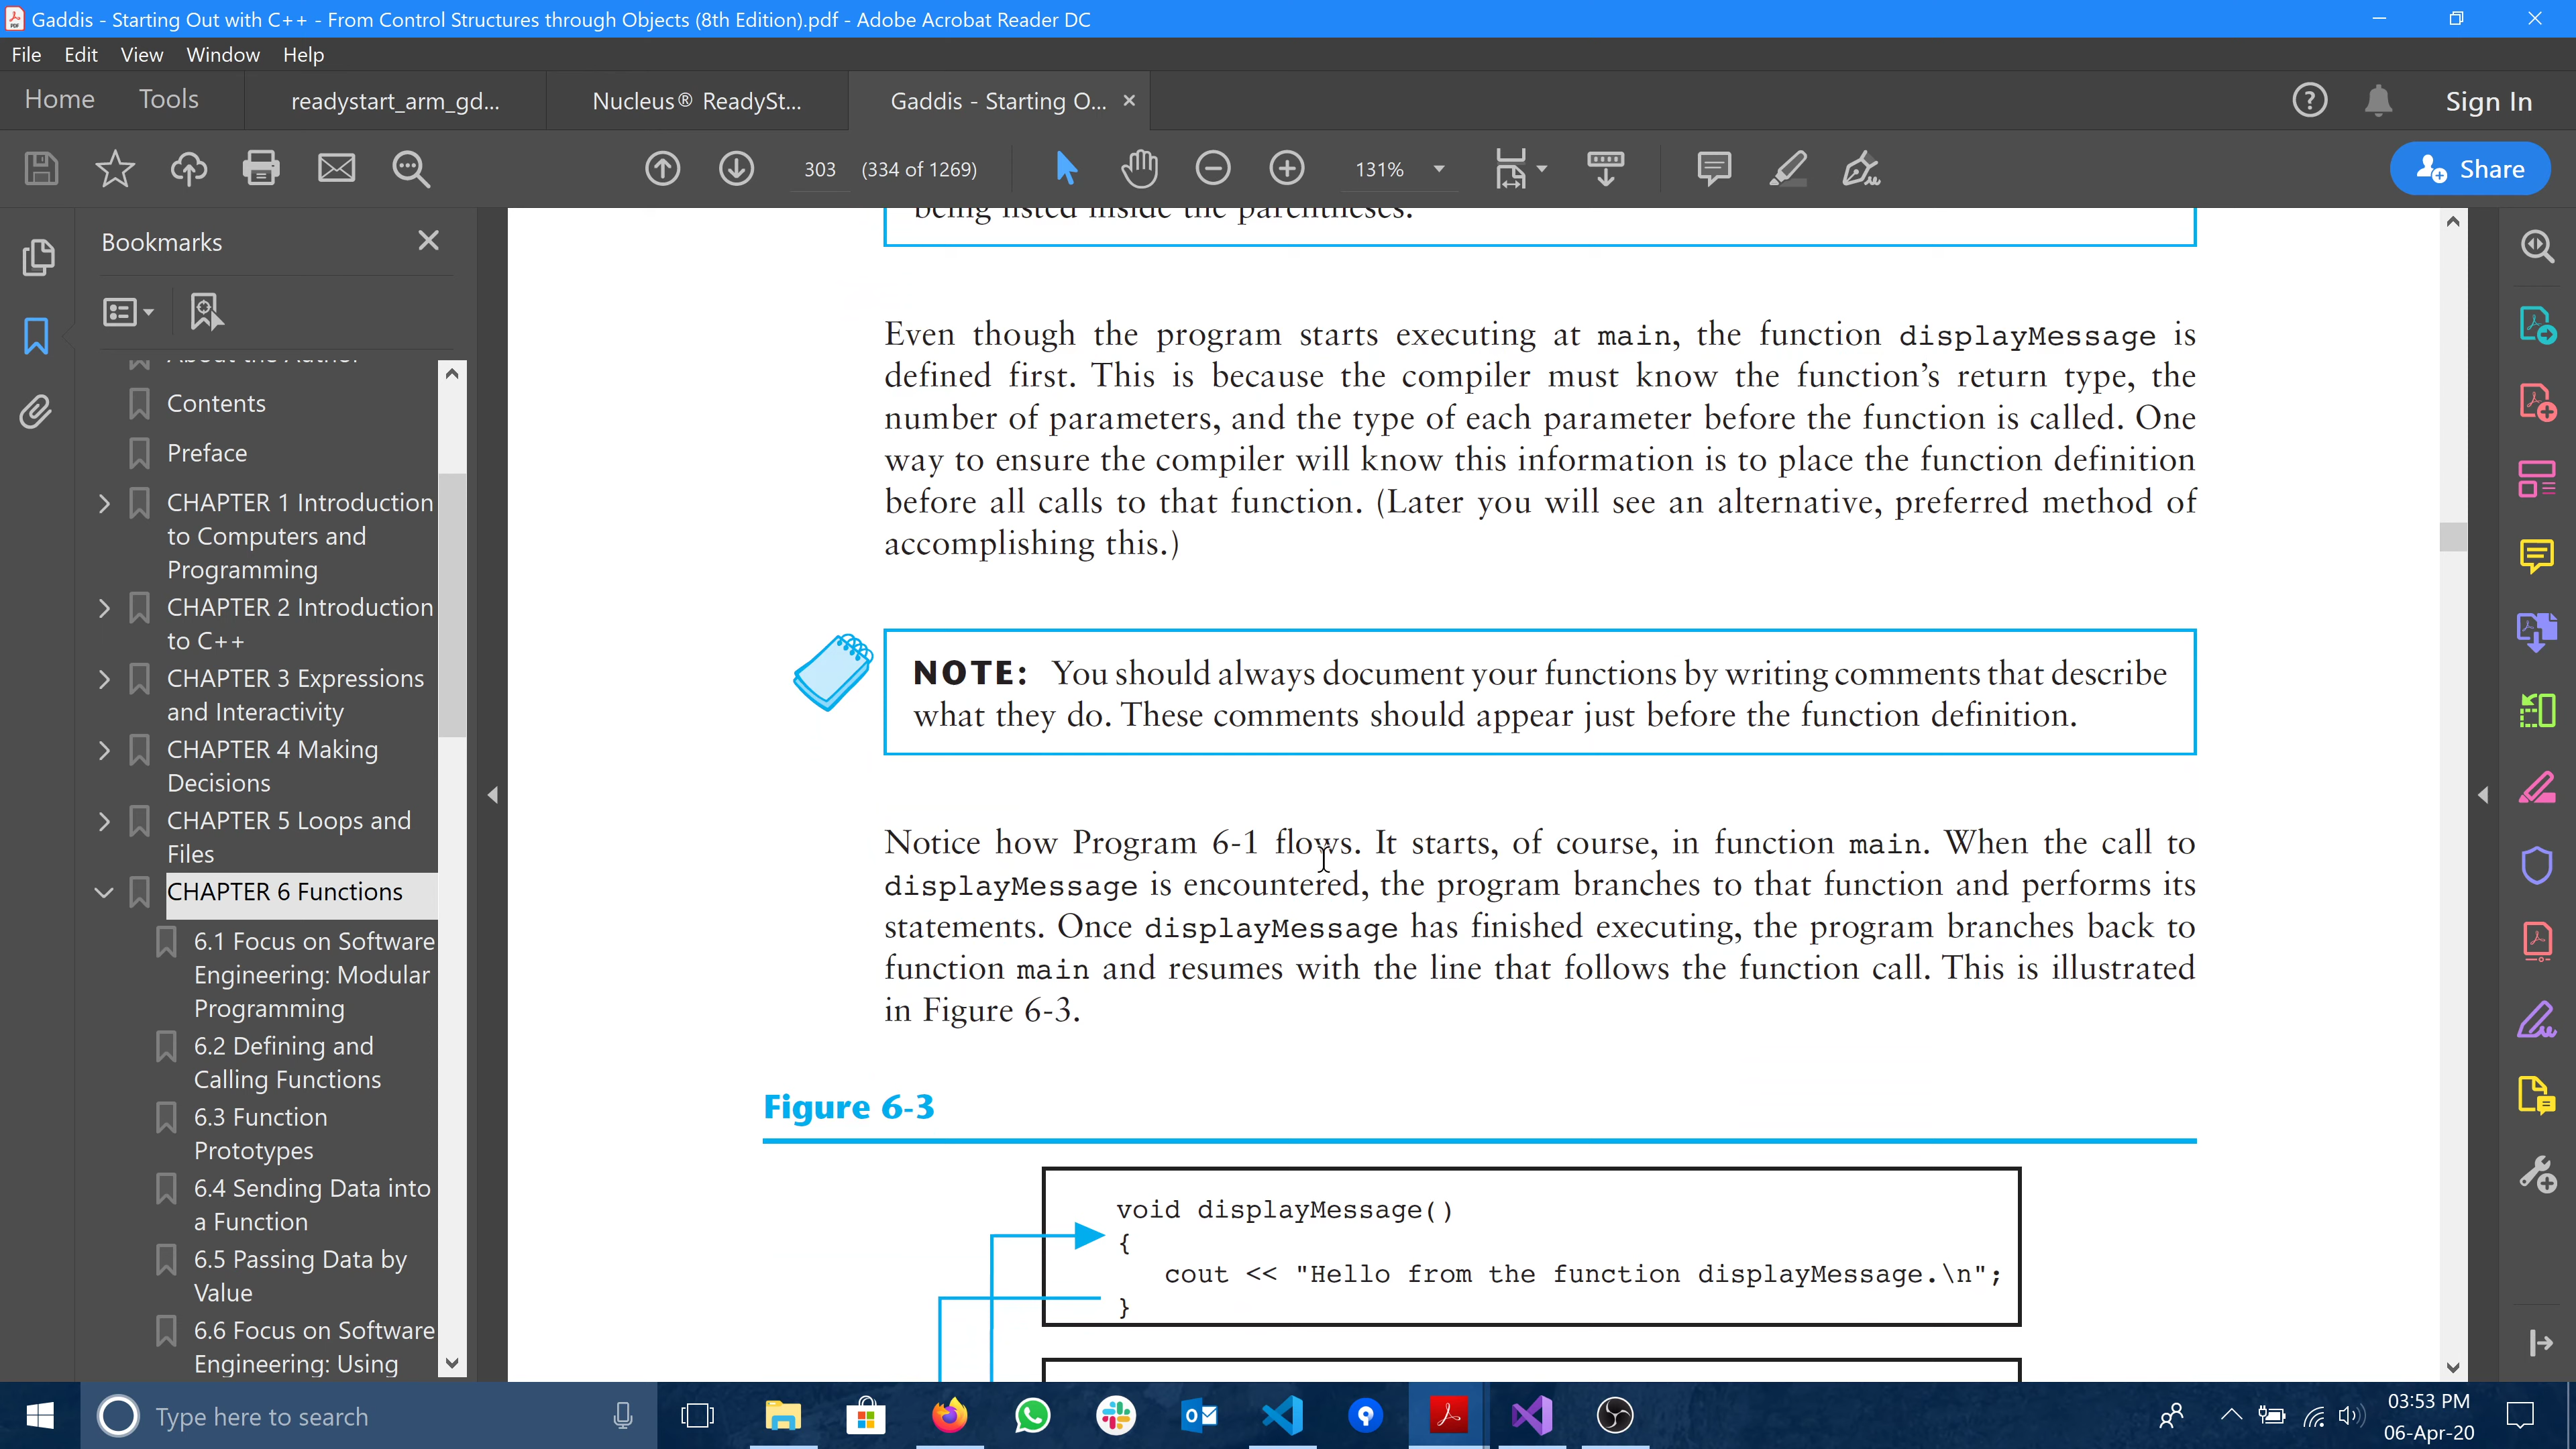 Gaddis - Starting Out with C++ - From Control Structures through Objects (8th Edition).pdf - Adobe Acrobat Reader DC
File Edit View Window Help
Home Tools readystart_arm_gd... Nucleus® ReadySt... Gaddis - Starting O... Sign In
303 (334 of 1269) 131% Share
being listed inside the parentheses.
Bookmarks
About the Author
Contents
Preface
CHAPTER 1 Introduction
to Computers and
Programming
CHAPTER 2 Introduction
to C++
CHAPTER 3 Expressions
and Interactivity
CHAPTER 4 Making
Decisions
CHAPTER 5 Loops and
Files
CHAPTER 6 Functions
6.1 Focus on Software
Engineering: Modular
Programming
6.2 Defining and
Calling Functions
6.3 Function
Prototypes
6.4 Sending Data into
a Function
6.5 Passing Data by
Value
6.6 Focus on Software
Engineering: Using
Even though the program starts executing at main, the function displayMessage is
defined first. This is because the compiler must know the function’s return type, the
number of parameters, and the type of each parameter before the function is called. One
way to ensure the compiler will know this information is to place the function definition
before all calls to that function. (Later you will see an alternative, preferred method of
accomplishing this.)
NOTE: You should always document your functions by writing comments that describe
what they do. These comments should appear just before the function definition.
Notice how Program 6-1 flows. It starts, of course, in function main. When the call to
displayMessage is encountered, the program branches to that function and performs its
statements. Once displayMessage has finished executing, the program branches back to
function main and resumes with the line that follows the function call. This is illustrated
in Figure 6-3.
Figure 6-3
void displayMessage()
{
cout << "Hello from the function displayMessage.\n";
}
Type here to search
03:53 PM
06-Apr-20